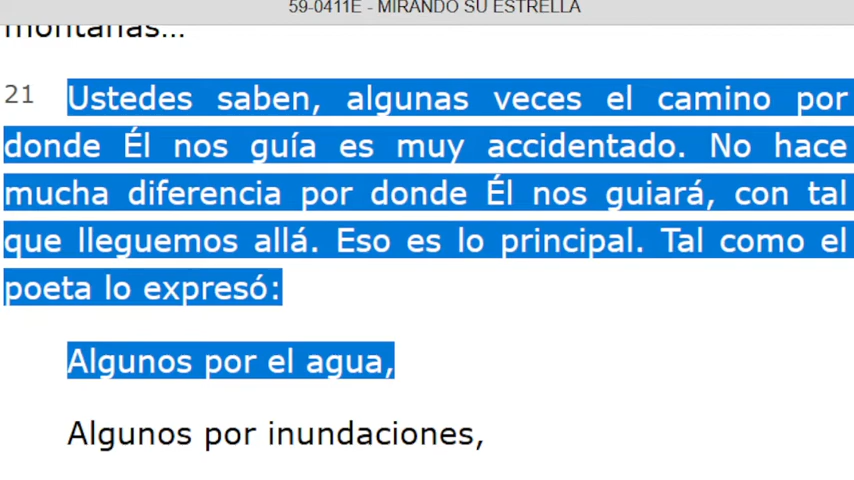 59-0411E - MIRANDO SU ESTRELLA
montañas...
21 Ustedes saben, algunas veces el camino por
donde Él nos guía es muy accidentado. No hace
mucha diferencia por donde Él nos guiará, con tal
que lleguemos allá. Eso es lo principal. Tal como el
poeta lo expresó:
Algunos por el agua,
Algunos por inundaciones,